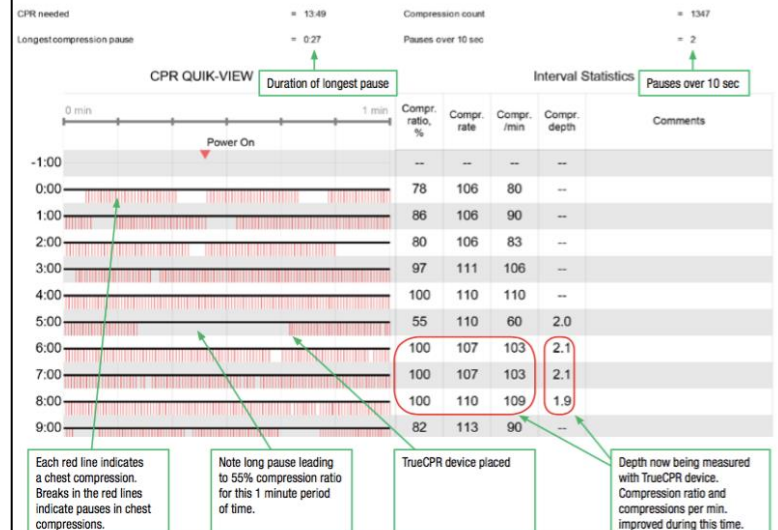 CPR needed = 13:49 Compression count = 1347
Longest compression pause = 0:27 Pauses over 10 sec = 2
CPR QUIK-VIEW Duration of longest pause Interval Statistics Pauses over 10 sec
0 min 1 min Compr. ratio, % Compr. rate Compr. /min Compr. depth Comments
Power On
-1:00 -- -- -- --
0:00 78 106 80 --
1:00 86 106 90 --
2:00 80 106 83 --
3:00 97 111 106 --
4:00 100 110 110 --
5:00 55 110 60 2.0
6:00 100 107 103 2.1
7:00 100 107 103 2.1
8:00 100 110 109 1.9
9:00 82 113 90 --
Each red line indicates
a chest compression.
Breaks in the red lines
indicate pauses in chest
compressions.
Note long pause leading
to 55% compression ratio
for this 1 minute period
of time.
TrueCPR device placed
Depth now being measured
with TrueCPR device.
Compression ratio and
compressions per min.
improved during this time.